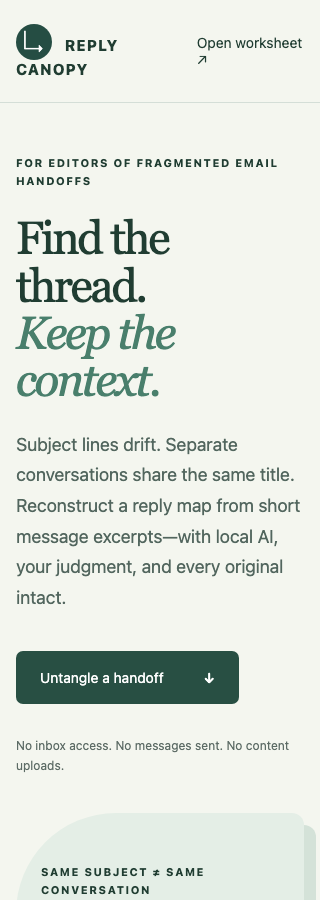 REPLY
CANOPY
Open worksheet
↗
FOR EDITORS OF FRAGMENTED EMAIL
HANDOFFS
Find the
thread.
Keep the
context.
Subject lines drift. Separate
conversations share the same title.
Reconstruct a reply map from short
message excerpts—with local AI,
your judgment, and every original
intact.
Untangle a handoff ↓
No inbox access. No messages sent. No content
uploads.
SAME SUBJECT ≠ SAME
CONVERSATION